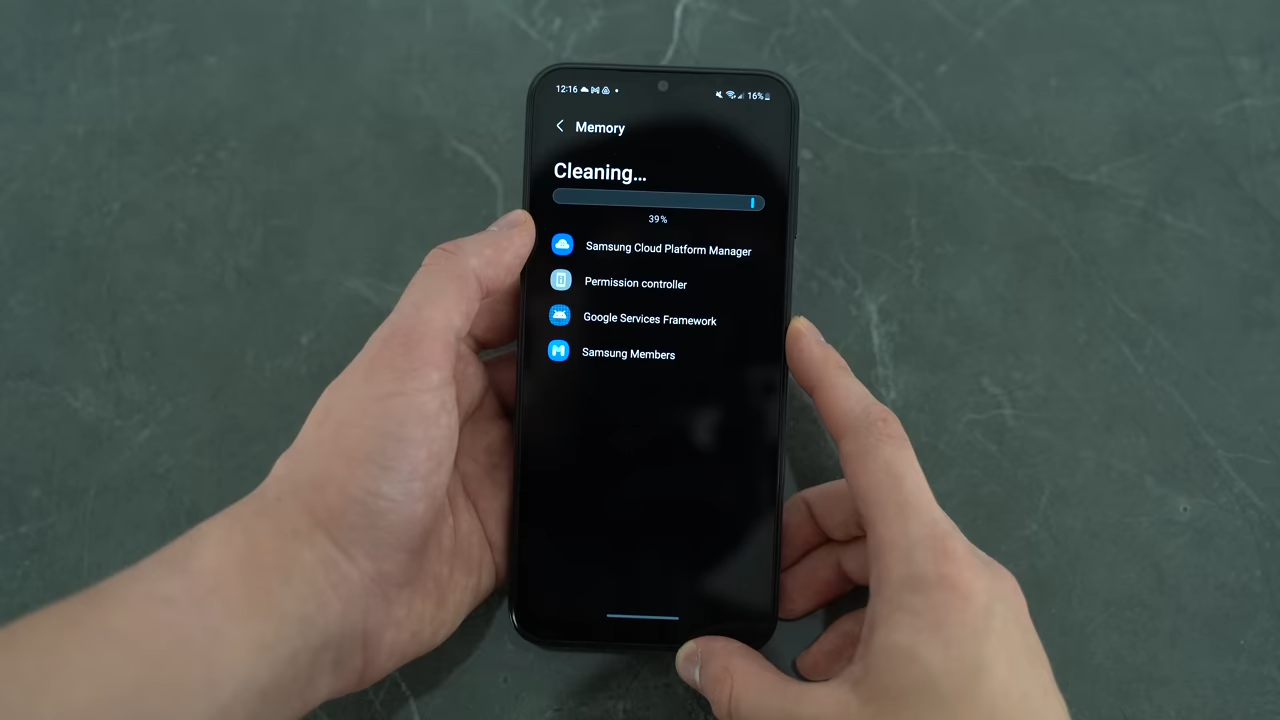 12:16
16%
Memory
Cleaning...
39%
Samsung Cloud Platform Manager
Permission controller
Google Services Framework
Samsung Members